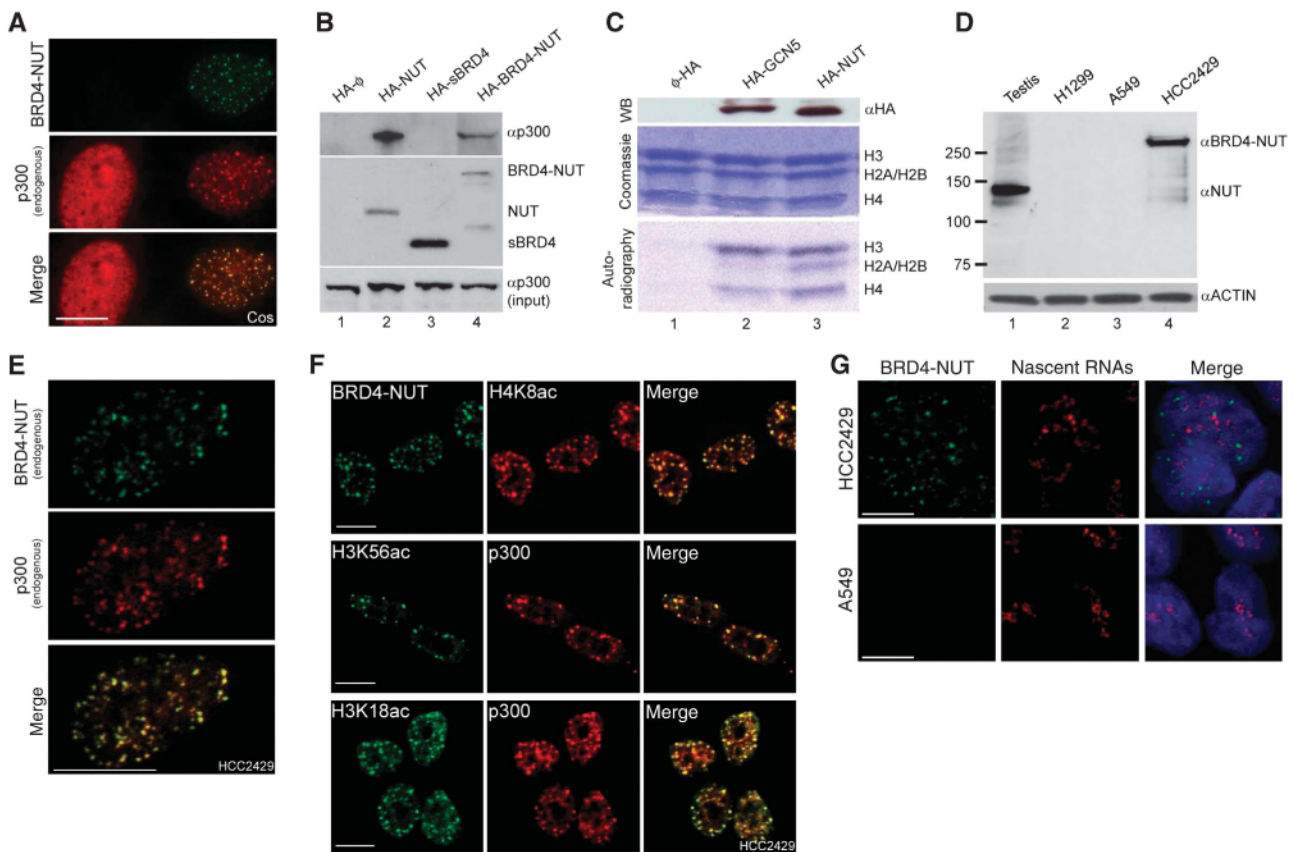 A
BRD4-NUT
p300
(endogenous)
Merge
Cos
B
HA-ϕ
HA-NUT
HA-sBRD4
HA-BRD4-NUT
αp300
BRD4-NUT
NUT
sBRD4
αp300
(input)
1 2 3 4
C
ϕ-HA
HA-GCN5
HA-NUT
WB
αHA
Coomassie
H3
H2A/H2B
H4
Auto-
radiography
H3
H2A/H2B
H4
1 2 3
D
Testis
H1299
A549
HCC2429
250
150
100
75
αBRD4-NUT
αNUT
αACTIN
1 2 3 4
E
BRD4-NUT
(endogenous)
p300
(endogenous)
Merge
HCC2429
F
BRD4-NUT H4K8ac Merge
H3K56ac p300 Merge
H3K18ac p300 Merge
HCC2429
G
BRD4-NUT Nascent RNAs Merge
HCC2429
A549